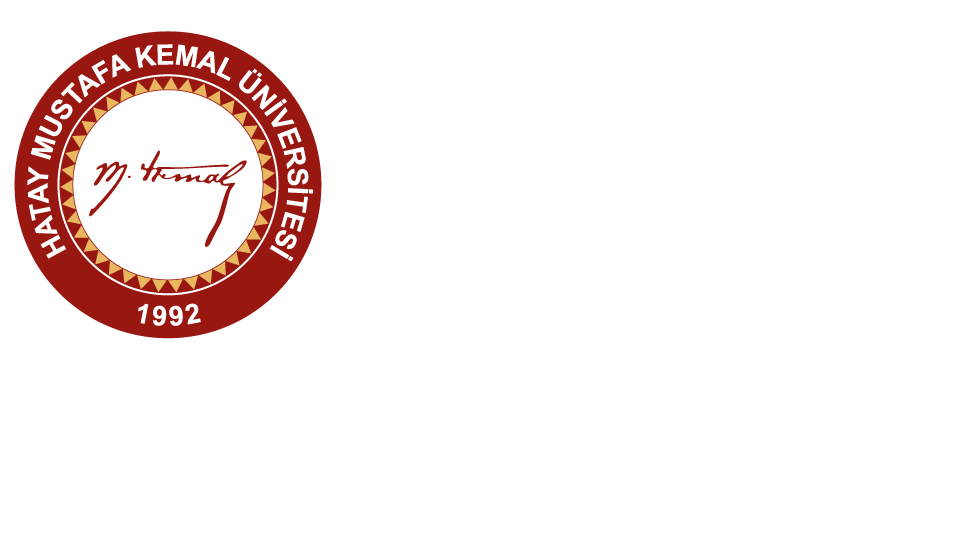 HATAY MUSTAFA KEMAL ÜNİVERSİTESİ
M. Kemal
1992